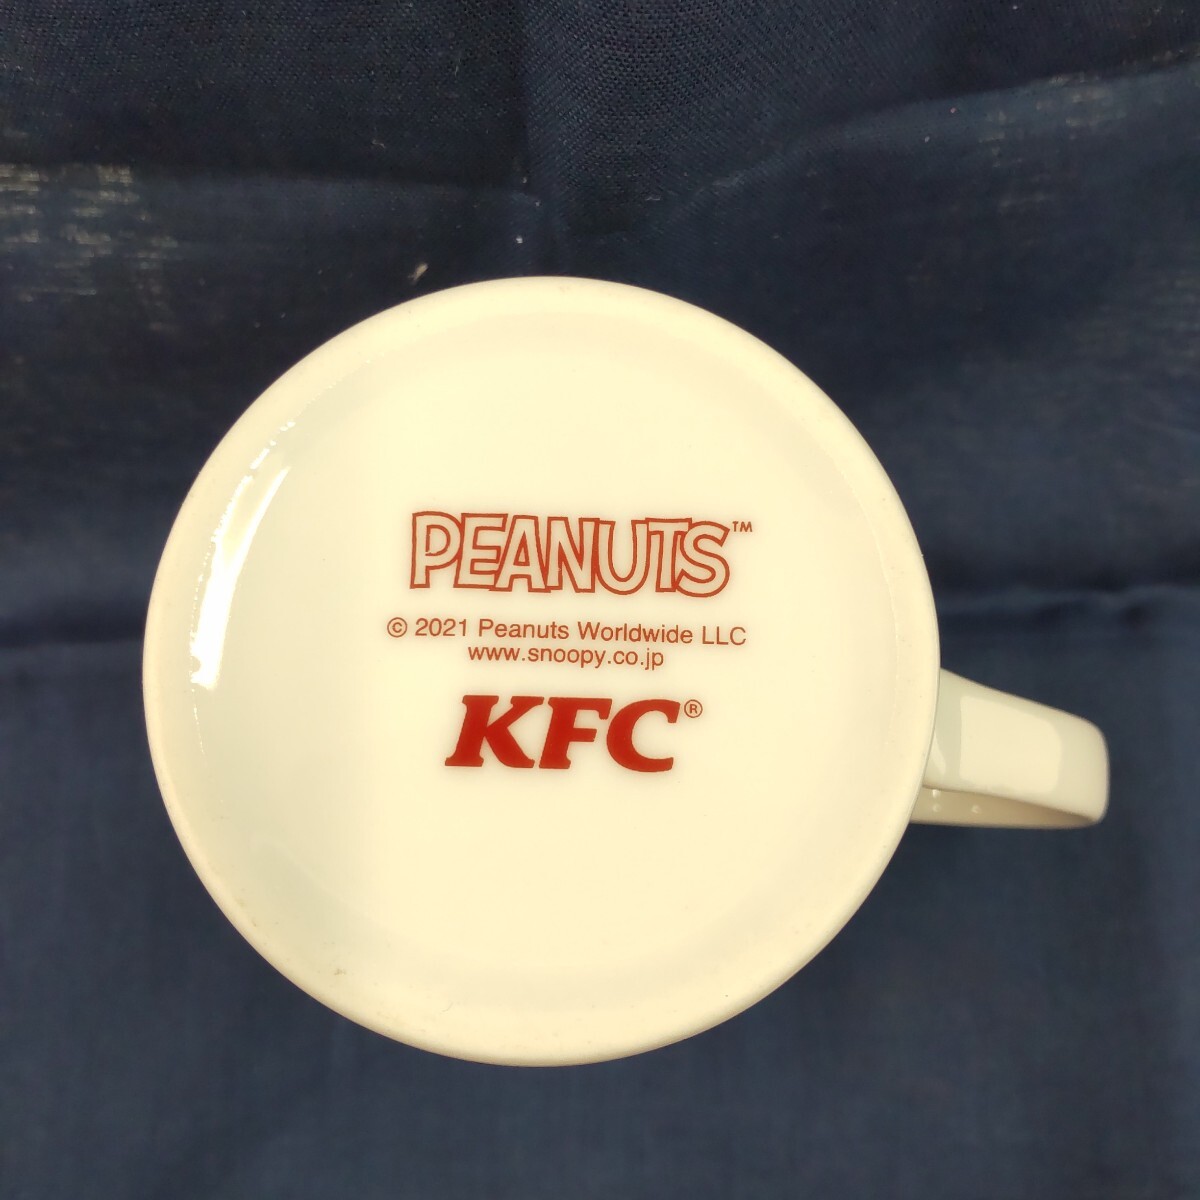 PEANUTS™
© 2021 Peanuts Worldwide LLC
www.snoopy.co.jp
KFC®